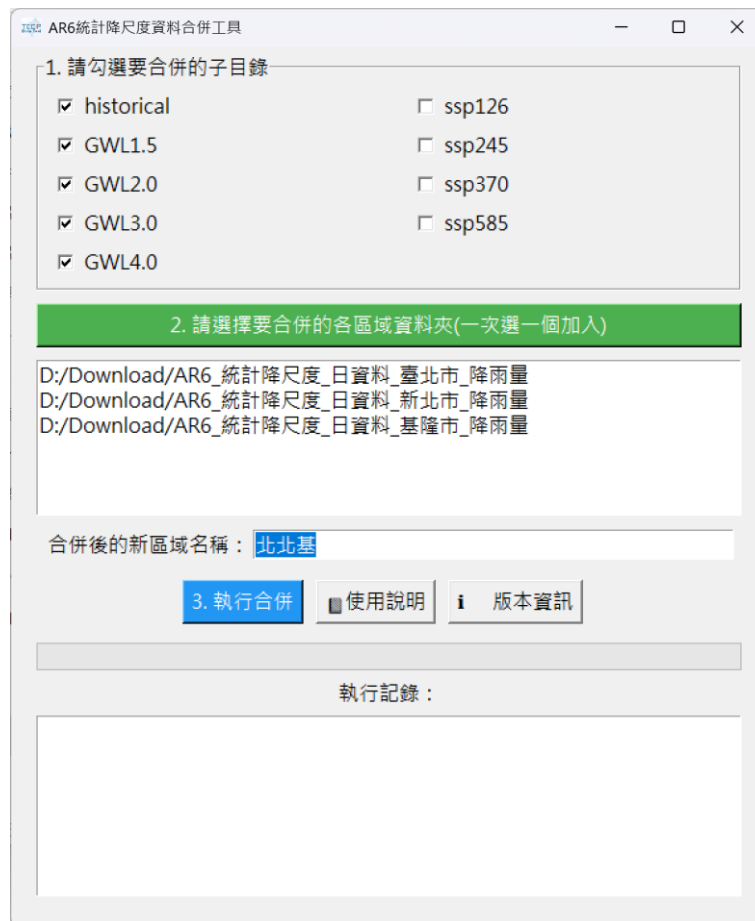 AR6統計降尺度資料合併工具
1. 請勾選要合併的子目錄
historical
ssp126
GWL1.5
ssp245
GWL2.0
ssp370
GWL3.0
ssp585
GWL4.0
2. 請選擇要合併的各區域資料夾(一次選一個加入)
D:/Download/AR6_統計降尺度_日資料_臺北市_降雨量
D:/Download/AR6_統計降尺度_日資料_新北市_降雨量
D:/Download/AR6_統計降尺度_日資料_基隆市_降雨量
合併後的新區域名稱：北北基
3. 執行合併 使用說明 i 版本資訊
執行記錄：